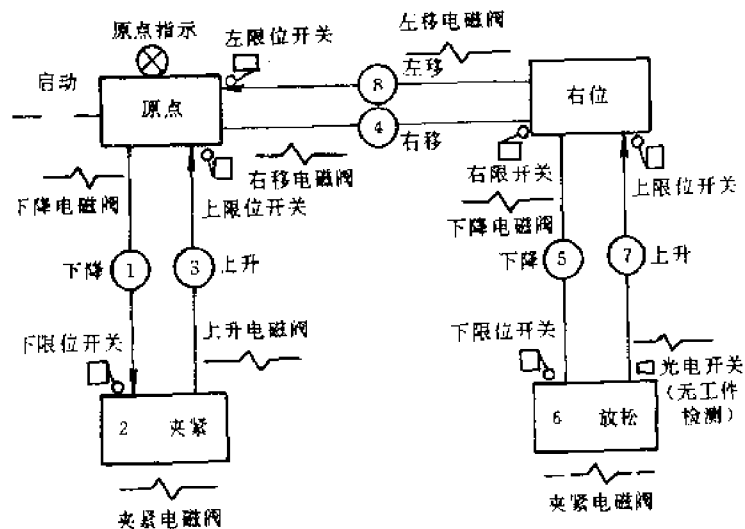 原点指示
左限位开关
左移电磁阀
启动
原点
8
左移
右位
4
右移
右限开关
右移电磁阀
下降电磁阀
上限位开关
上限位开关
下降电磁阀
下降
1
3
上升
下降
5
7
上升
下限位开关
上升电磁阀
下限位开关
光电开关
(无工件
检测)
2 夹紧
6 放松
夹紧电磁阀
夹紧电磁阀